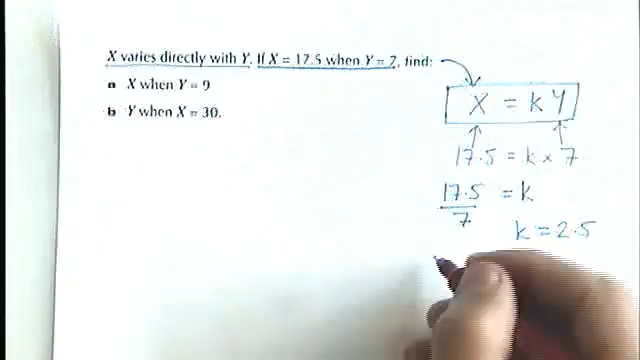 X varies directly with Y. If X = 17.5 when Y = 7, find:
a X when Y = 9
b Y when X = 30.
X = k Y
17.5 = k × 7
17.5 / 7 = k
k = 2.5